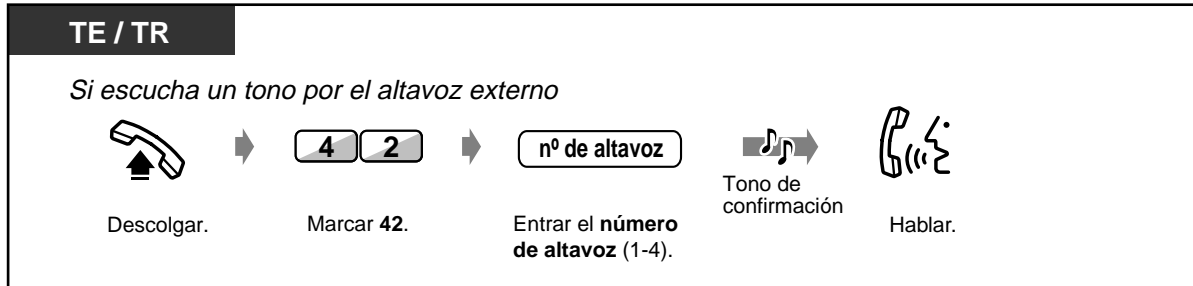 TE / TR
Si escucha un tono por el altavoz externo
4 2
nº de altavoz
Descolgar.
Marcar 42.
Entrar el número
de altavoz (1-4).
Tono de
confirmación
Hablar.